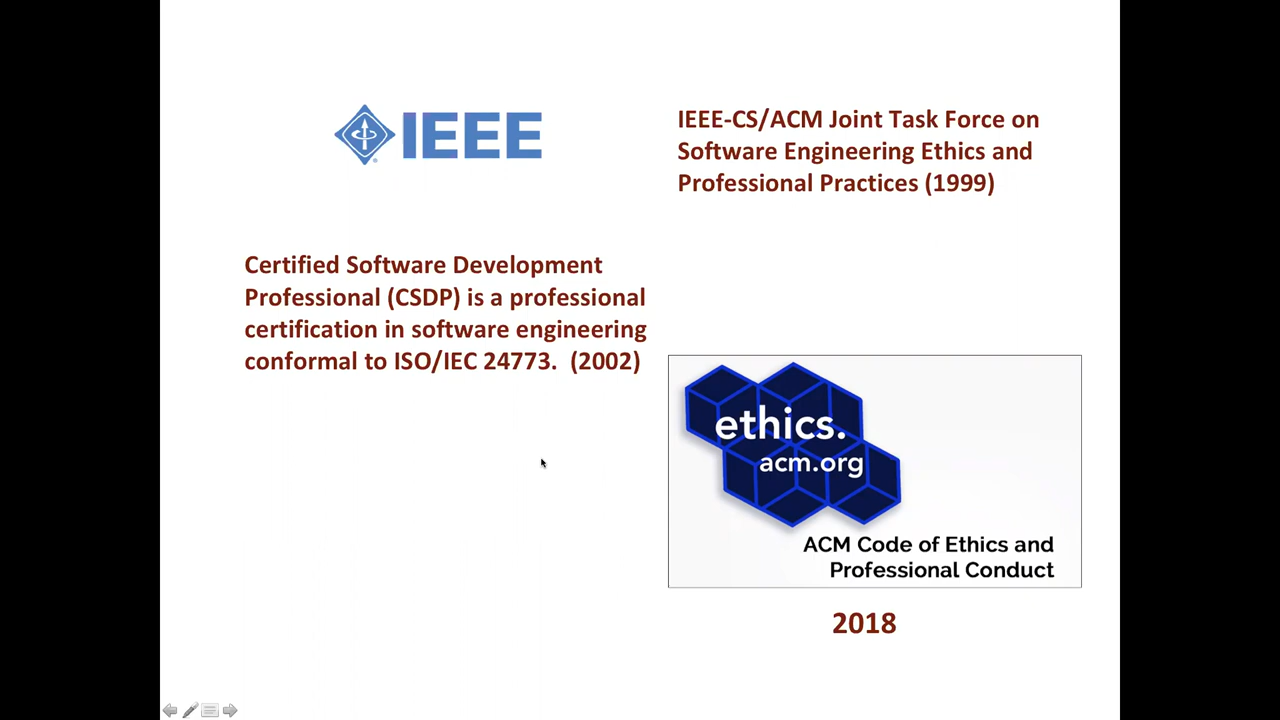 IEEE
IEEE-CS/ACM Joint Task Force on
Software Engineering Ethics and
Professional Practices (1999)
Certified Software Development
Professional (CSDP) is a professional
certification in software engineering
conformal to ISO/IEC 24773.  (2002)
ethics.
acm.org
ACM Code of Ethics and
Professional Conduct
2018